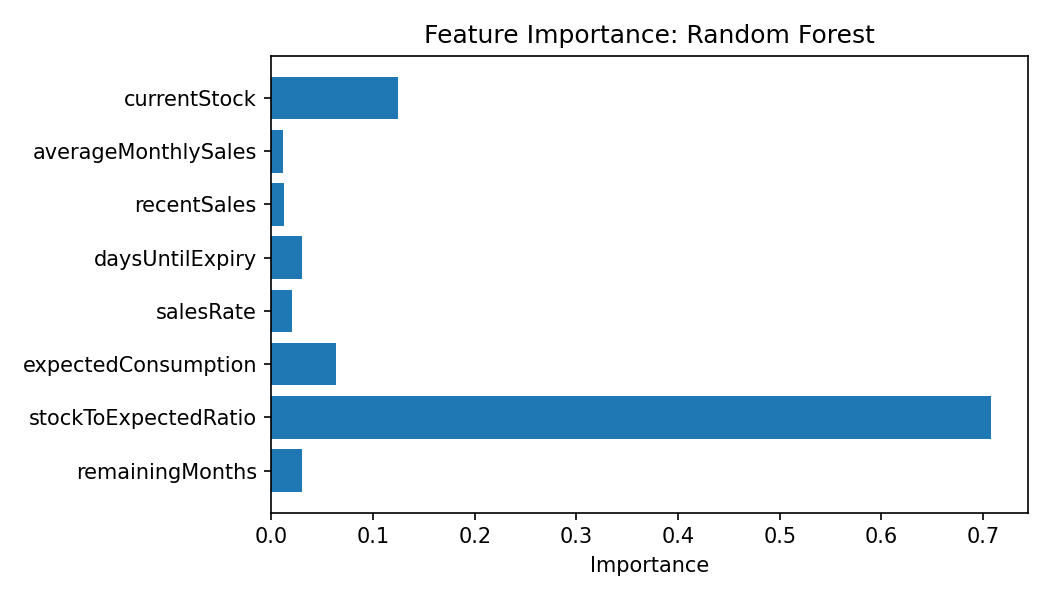 Feature Importance: Random Forest
currentStock
averageMonthlySales
recentSales
daysUntilExpiry
salesRate
expectedConsumption
stockToExpectedRatio
remainingMonths
0.0 0.1 0.2 0.3 0.4 0.5 0.6 0.7
Importance